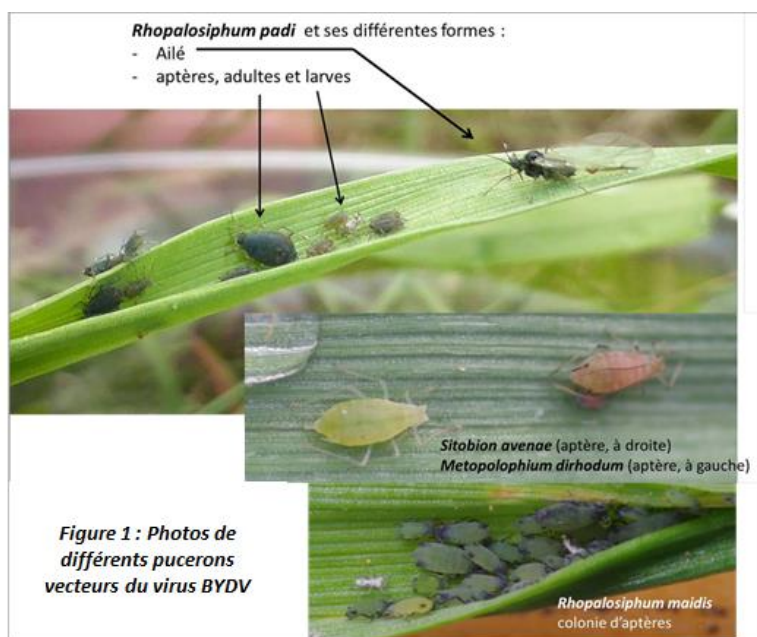 Rhopalosiphum padi et ses différentes formes :
- Ailé
- aptères, adultes et larves
Sitobion avenae (aptère, à droite)
Metopolophium dirhodum (aptère, à gauche)
Figure 1 : Photos de
différents pucerons
vecteurs du virus BYDV
Rhopalosiphum maidis
colonie d'aptères